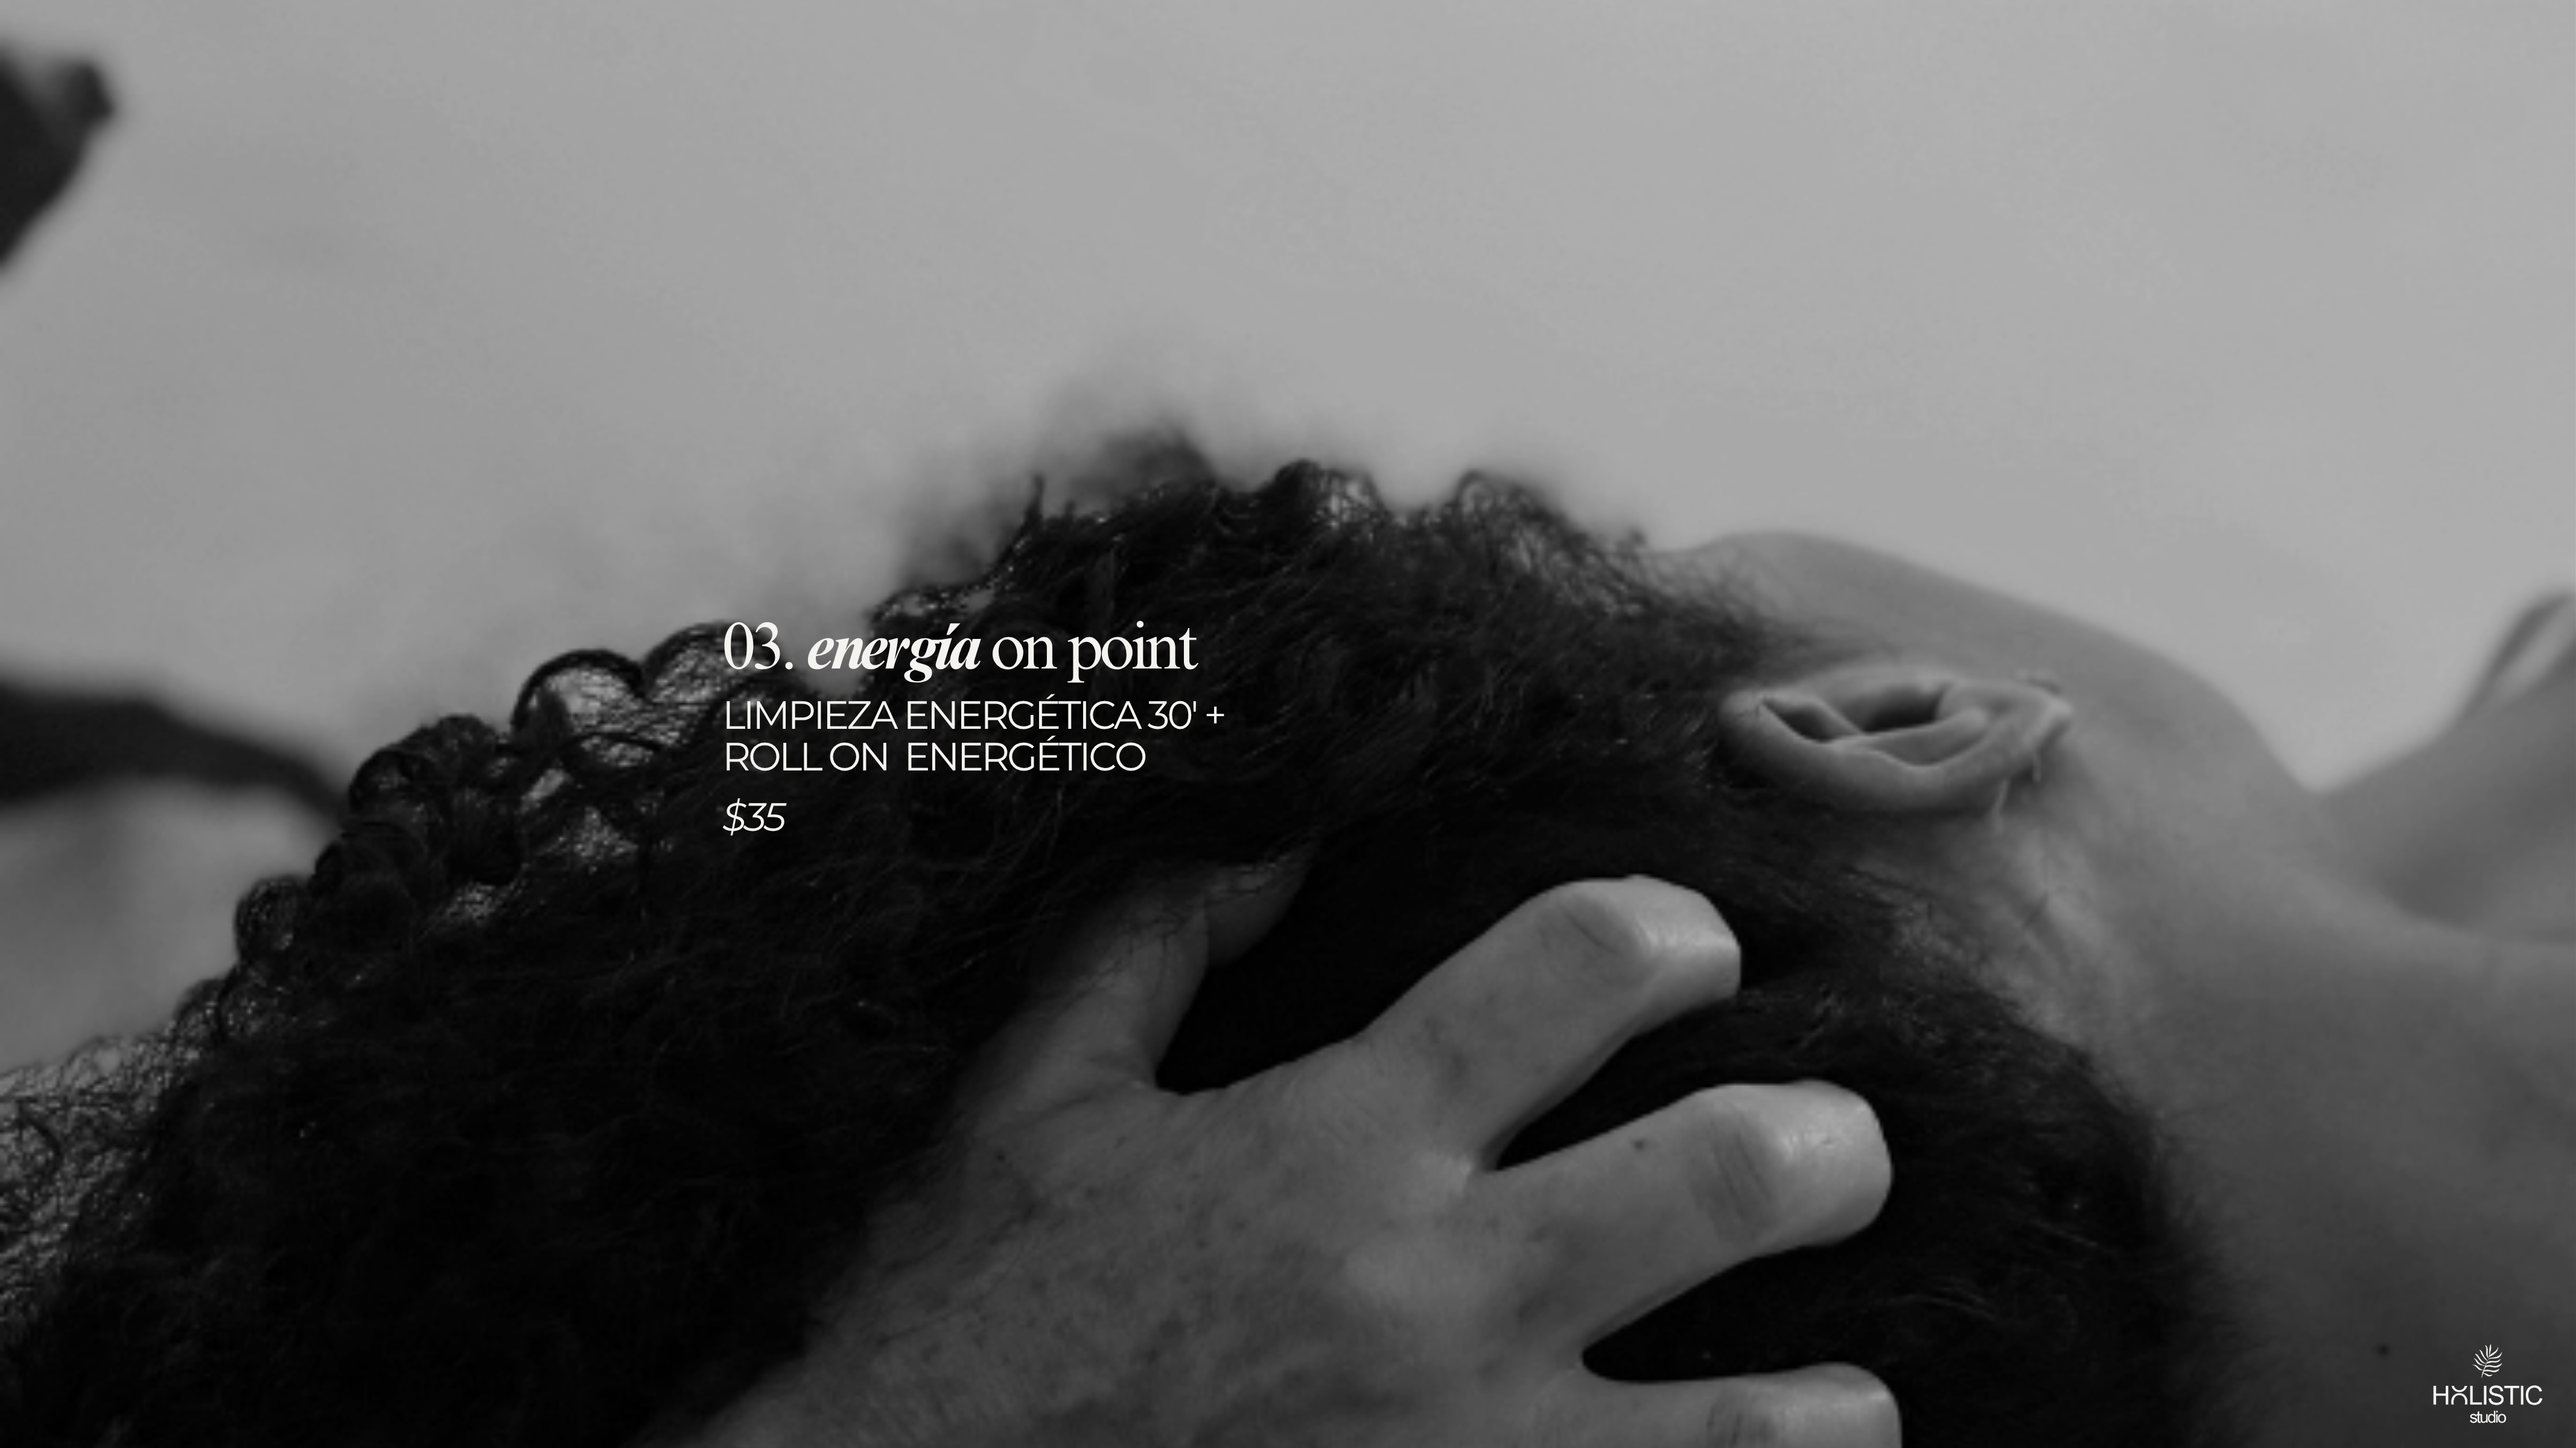 03. energía on point
LIMPIEZA ENERGÉTICA 30' +
ROLL ON ENERGÉTICO
$35
HOLISTIC
studio